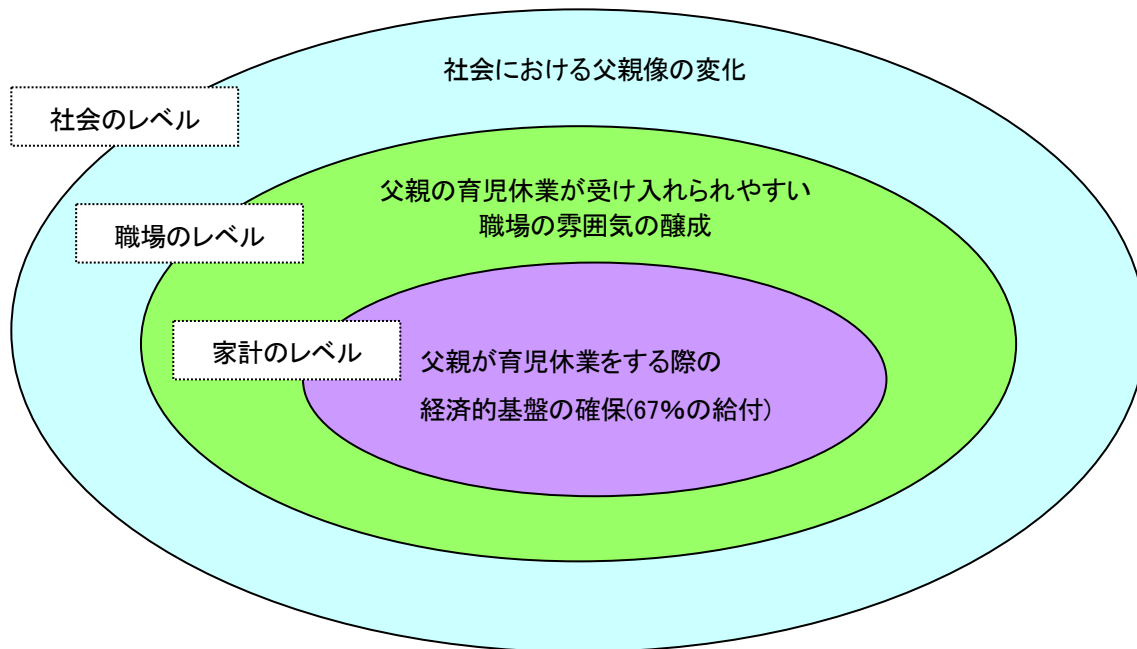 社会における父親像の変化
社会のレベル
父親の育児休業が受け入れられやすい
職場の雰囲気の醸成
職場のレベル
家計のレベル
父親が育児休業をする際の
経済的基盤の確保(67%の給付)